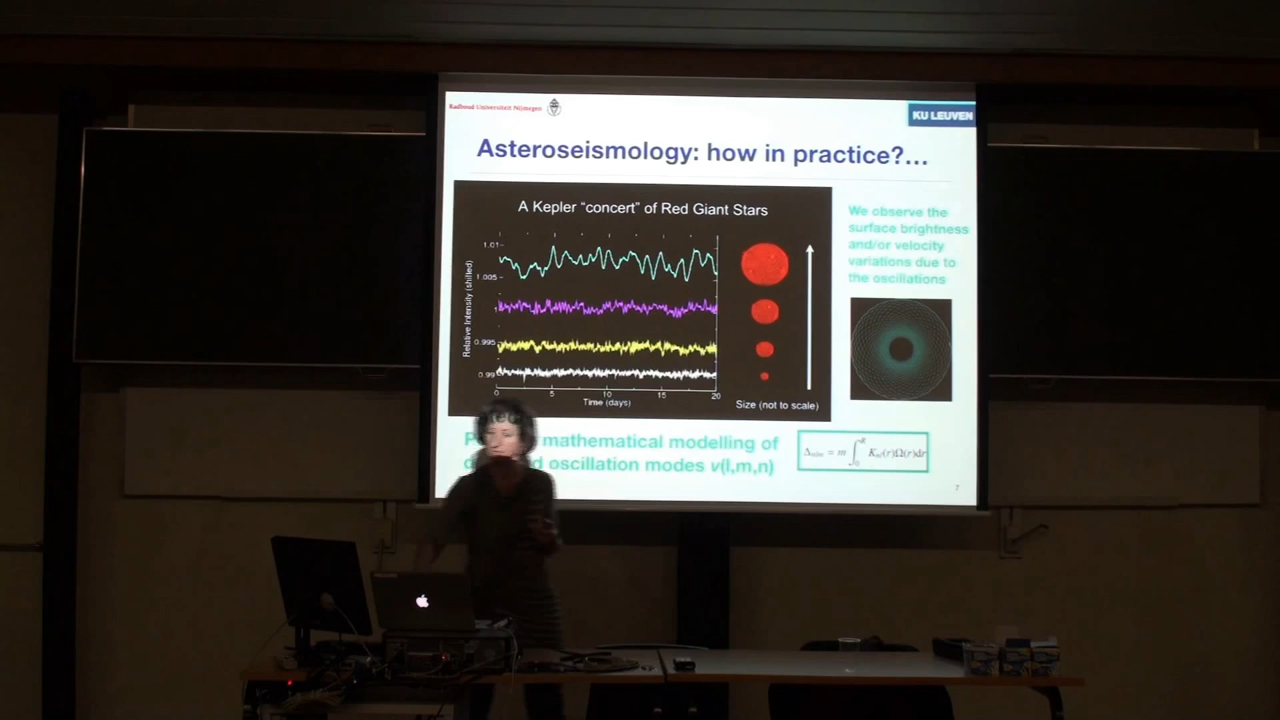 Radboud Universiteit Nijmegen
KU LEUVEN
Asteroseismology: how in practice?...
A Kepler "concert" of Red Giant Stars
1.01
1.005
0.995
0.99
Relative Intensity (shifted)
0 5 10 15 20
Time (days)
Size (not to scale)
We observe the
surface brightness
and/or velocity
variations due to
the oscillations
mathematical modelling of
oscillation modes ν(l,m,n)
7